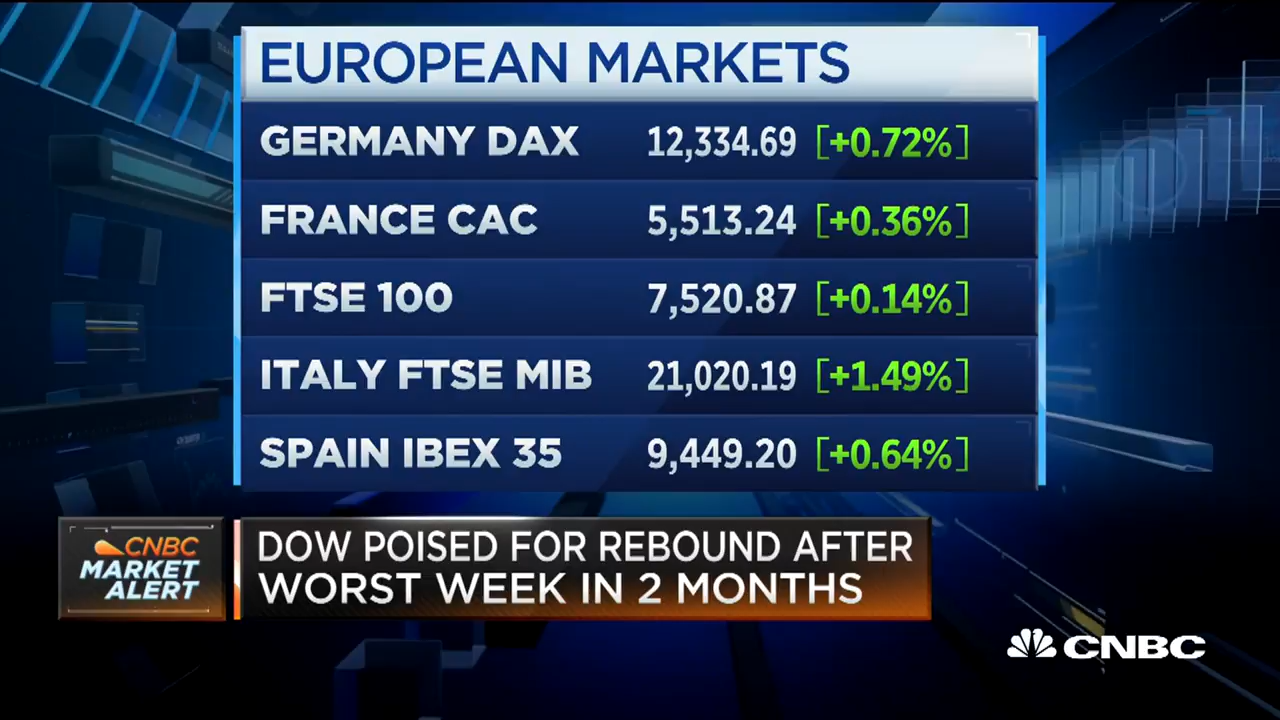 EUROPEAN MARKETS
GERMANY DAX 12,334.69 [+0.72%]
FRANCE CAC 5,513.24 [+0.36%]
FTSE 100 7,520.87 [+0.14%]
ITALY FTSE MIB 21,020.19 [+1.49%]
SPAIN IBEX 35 9,449.20 [+0.64%]
CNBC
MARKET
ALERT
DOW POISED FOR REBOUND AFTER
WORST WEEK IN 2 MONTHS
CNBC